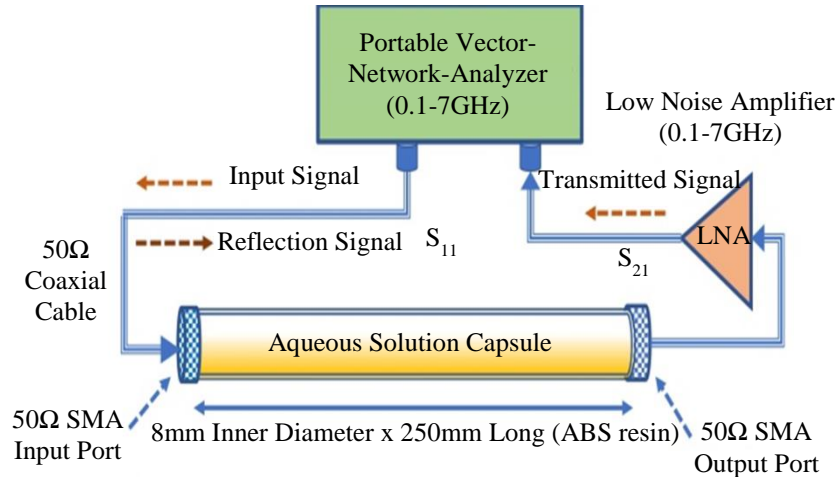 Portable Vector-
Network-Analyzer
(0.1-7GHz)
Low Noise Amplifier
(0.1-7GHz)
Input Signal
Transmitted Signal
Reflection Signal
S11
S21
LNA
50Ω
Coaxial
Cable
Aqueous Solution Capsule
50Ω SMA
Input Port
8mm Inner Diameter x 250mm Long (ABS resin)
50Ω SMA
Output Port